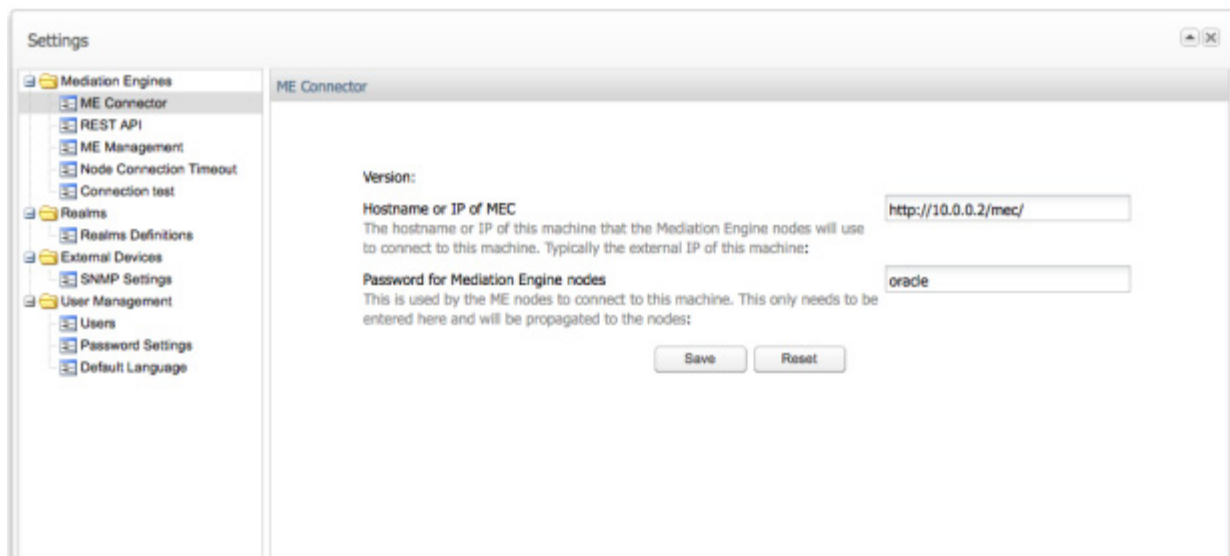 Settings
Mediation Engines
ME Connector
REST API
ME Management
Node Connection Timeout
Connection test
Realms
Realms Definitions
External Devices
SNMP Settings
User Management
Users
Password Settings
Default Language
ME Connector
Version:
Hostname or IP of MEC
http://10.0.0.2/mec/
The hostname or IP of this machine that the Mediation Engine nodes will use
to connect to this machine. Typically the external IP of this machine:
Password for Mediation Engine nodes
oracle
This is used by the ME nodes to connect to this machine. This only needs to be
entered here and will be propagated to the nodes:
Save
Reset